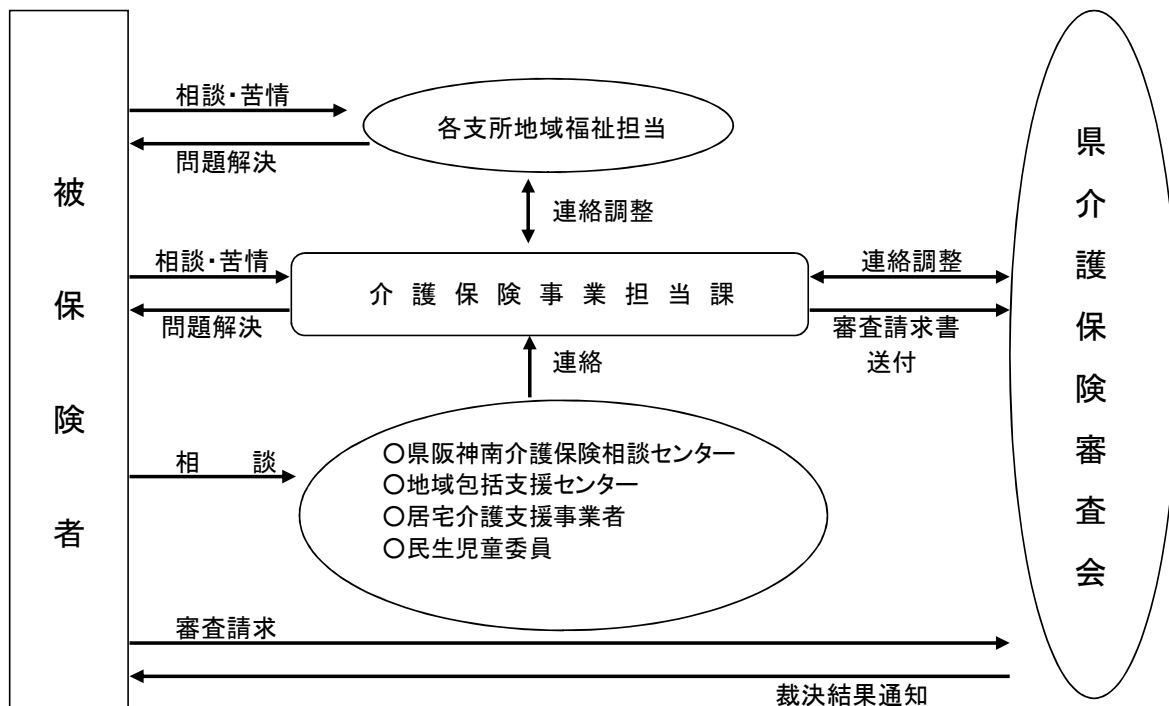 被保険者
相談・苦情
問題解決
各支所地域福祉担当
連絡調整
相談・苦情
問題解決
介護保険事業担当課
連絡調整
審査請求書
送付
連絡
相　　談
〇県阪神南介護保険相談センター
〇地域包括支援センター
〇居宅介護支援事業者
〇民生児童委員
審査請求
裁決結果通知
県介護保険審査会